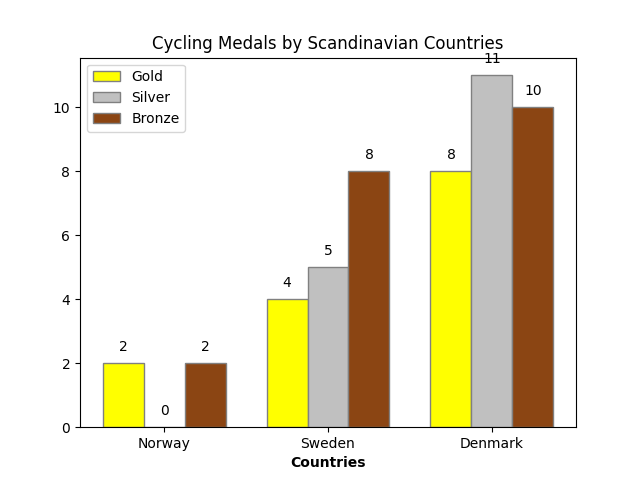 Cycling Medals by Scandinavian Countries
Gold
Silver
Bronze
11
10
8
8
5
4
2
2
0
10
8
6
4
2
0
Norway
Sweden
Denmark
Countries